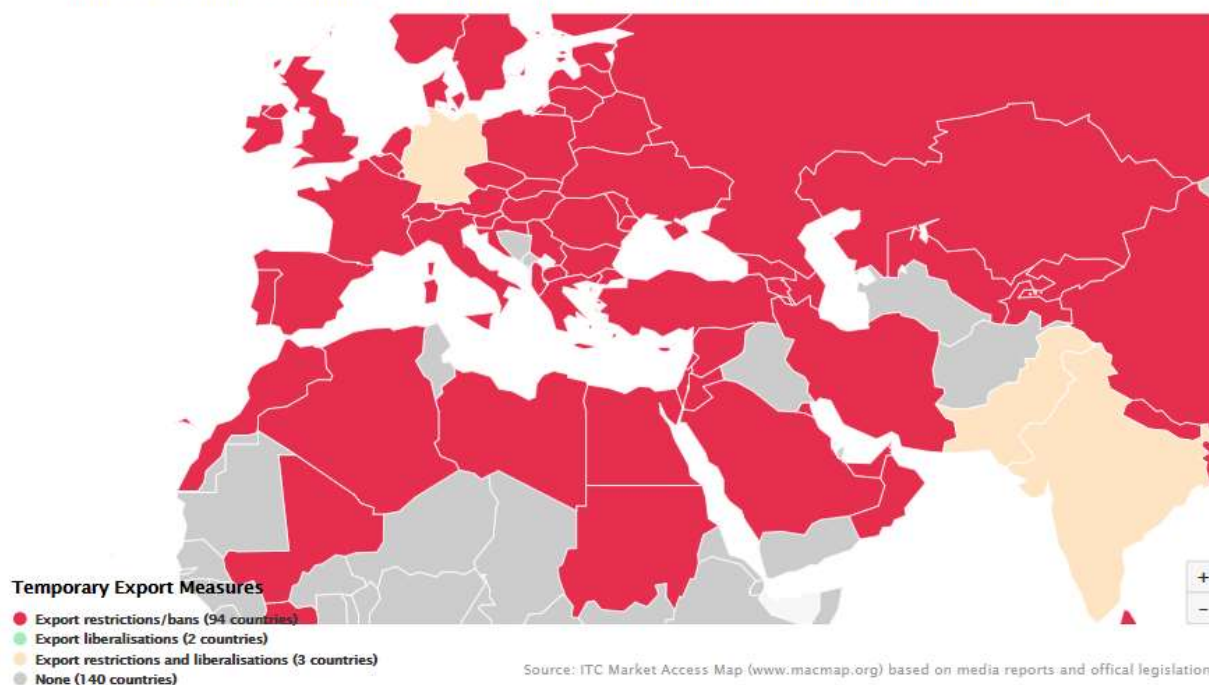 Temporary Export Measures
Export restrictions/bans (94 countries)
Export liberalisations (2 countries)
Export restrictions and liberalisations (3 countries)
None (140 countries)
+
−
Source: ITC Market Access Map (www.macmap.org) based on media reports and offical legislation